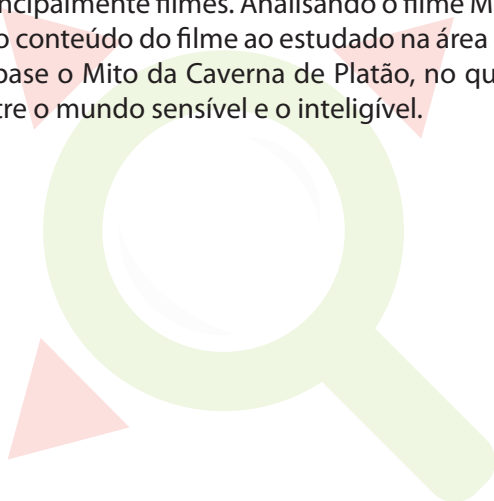 principalmente filmes. Analisando o filme M
o conteúdo do filme ao estudado na área
base o Mito da Caverna de Platão, no qu
tre o mundo sensível e o inteligível.